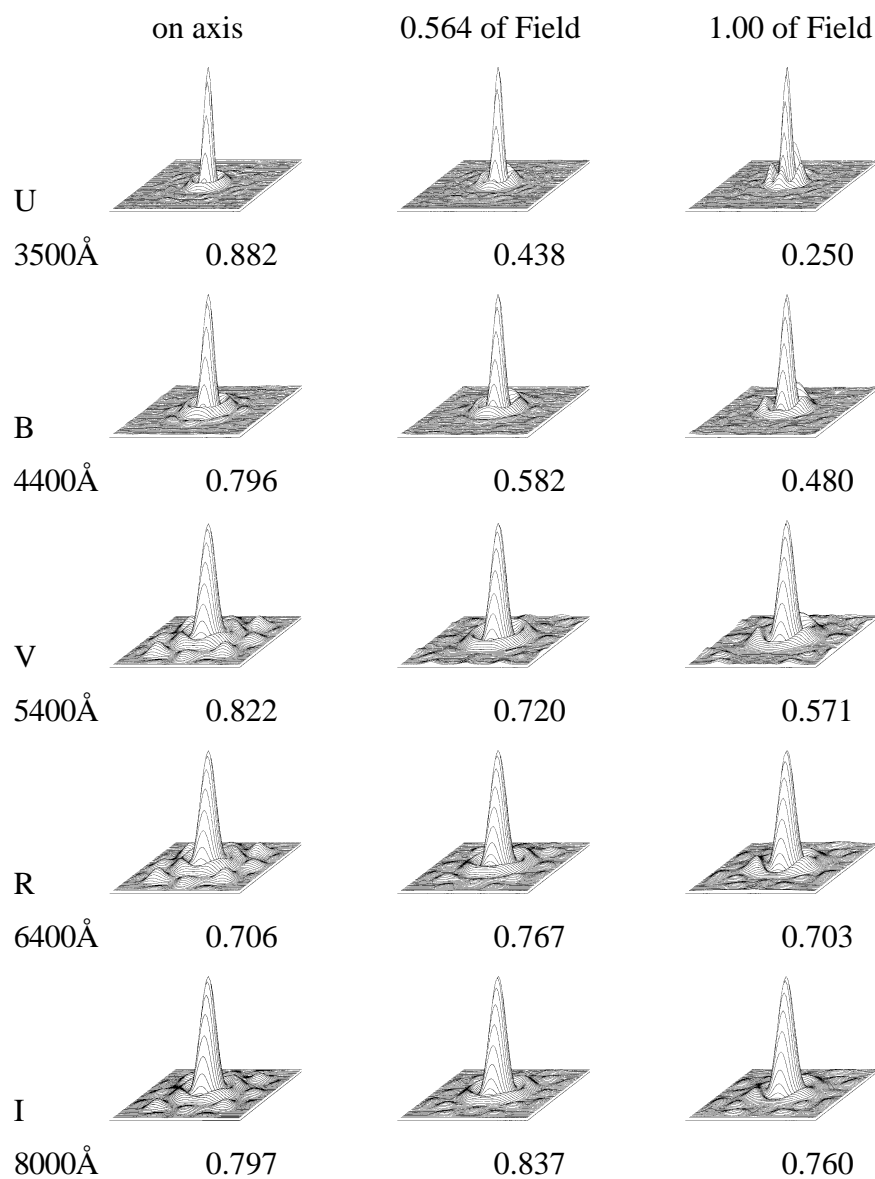 on axis 0.564 of Field 1.00 of Field
U
3500Å 0.882 0.438 0.250
B
4400Å 0.796 0.582 0.480
V
5400Å 0.822 0.720 0.571
R
6400Å 0.706 0.767 0.703
I
8000Å 0.797 0.837 0.760